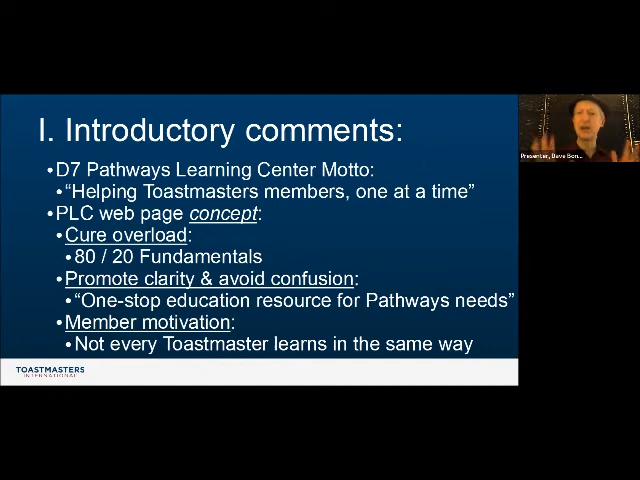 I. Introductory comments:
•D7 Pathways Learning Center Motto:
•“Helping Toastmasters members, one at a time”
•PLC web page concept:
•Cure overload:
•80 / 20 Fundamentals
•Promote clarity & avoid confusion:
•“One-stop education resource for Pathways needs”
•Member motivation:
•Not every Toastmaster learns in the same way
TOASTMASTERS
INTERNATIONAL
Presenter, Dave Bon...